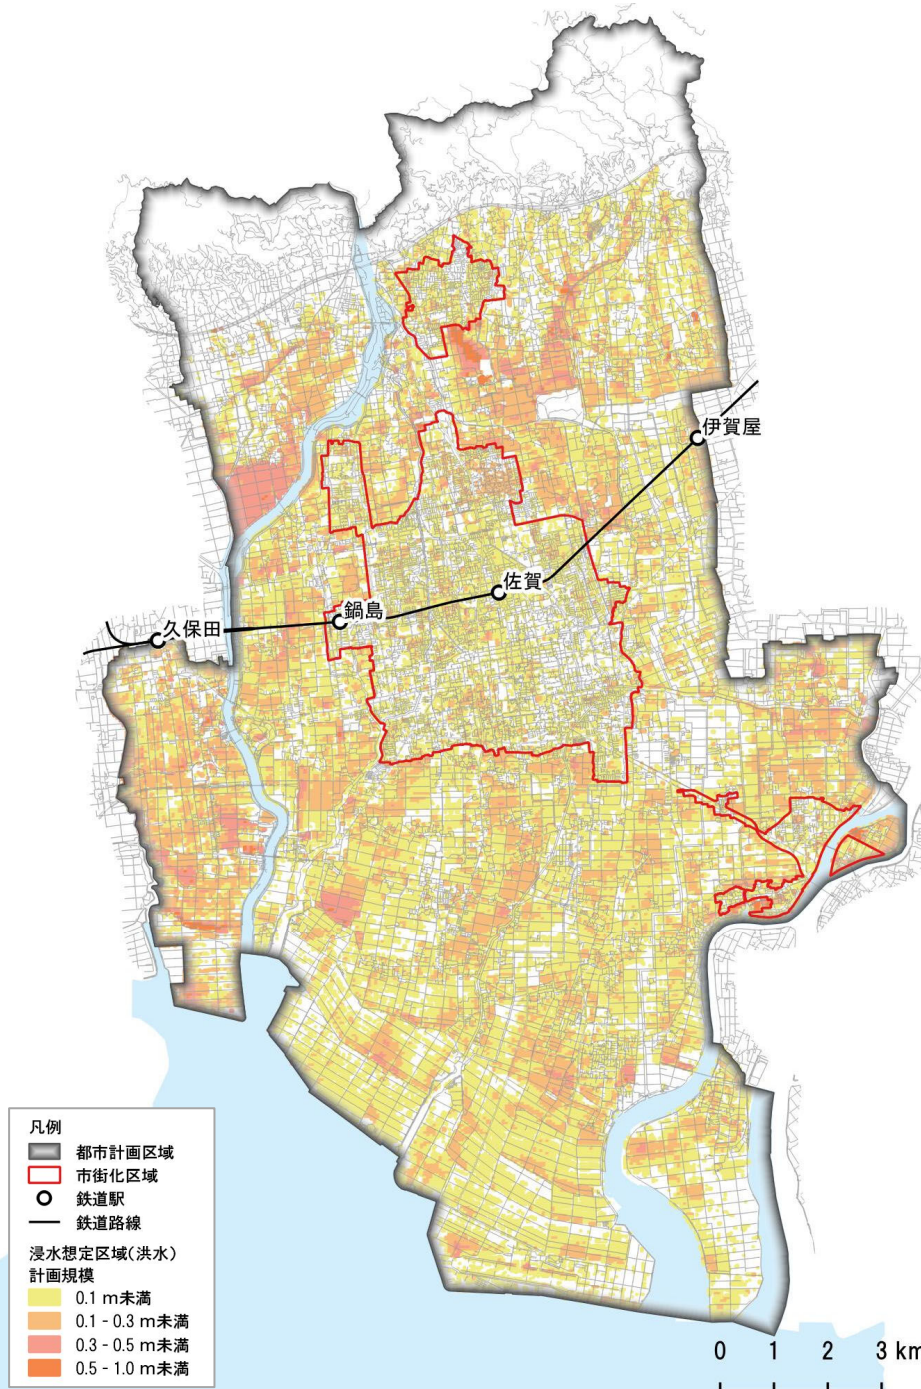 伊賀屋
佐賀
鍋島
久保田
凡例
都市計画区域
市街化区域
鉄道駅
鉄道路線
浸水想定区域(洪水)
計画規模
0.1 m未満
0.1 - 0.3 m未満
0.3 - 0.5 m未満
0.5 - 1.0 m未満
0 1 2 3 km